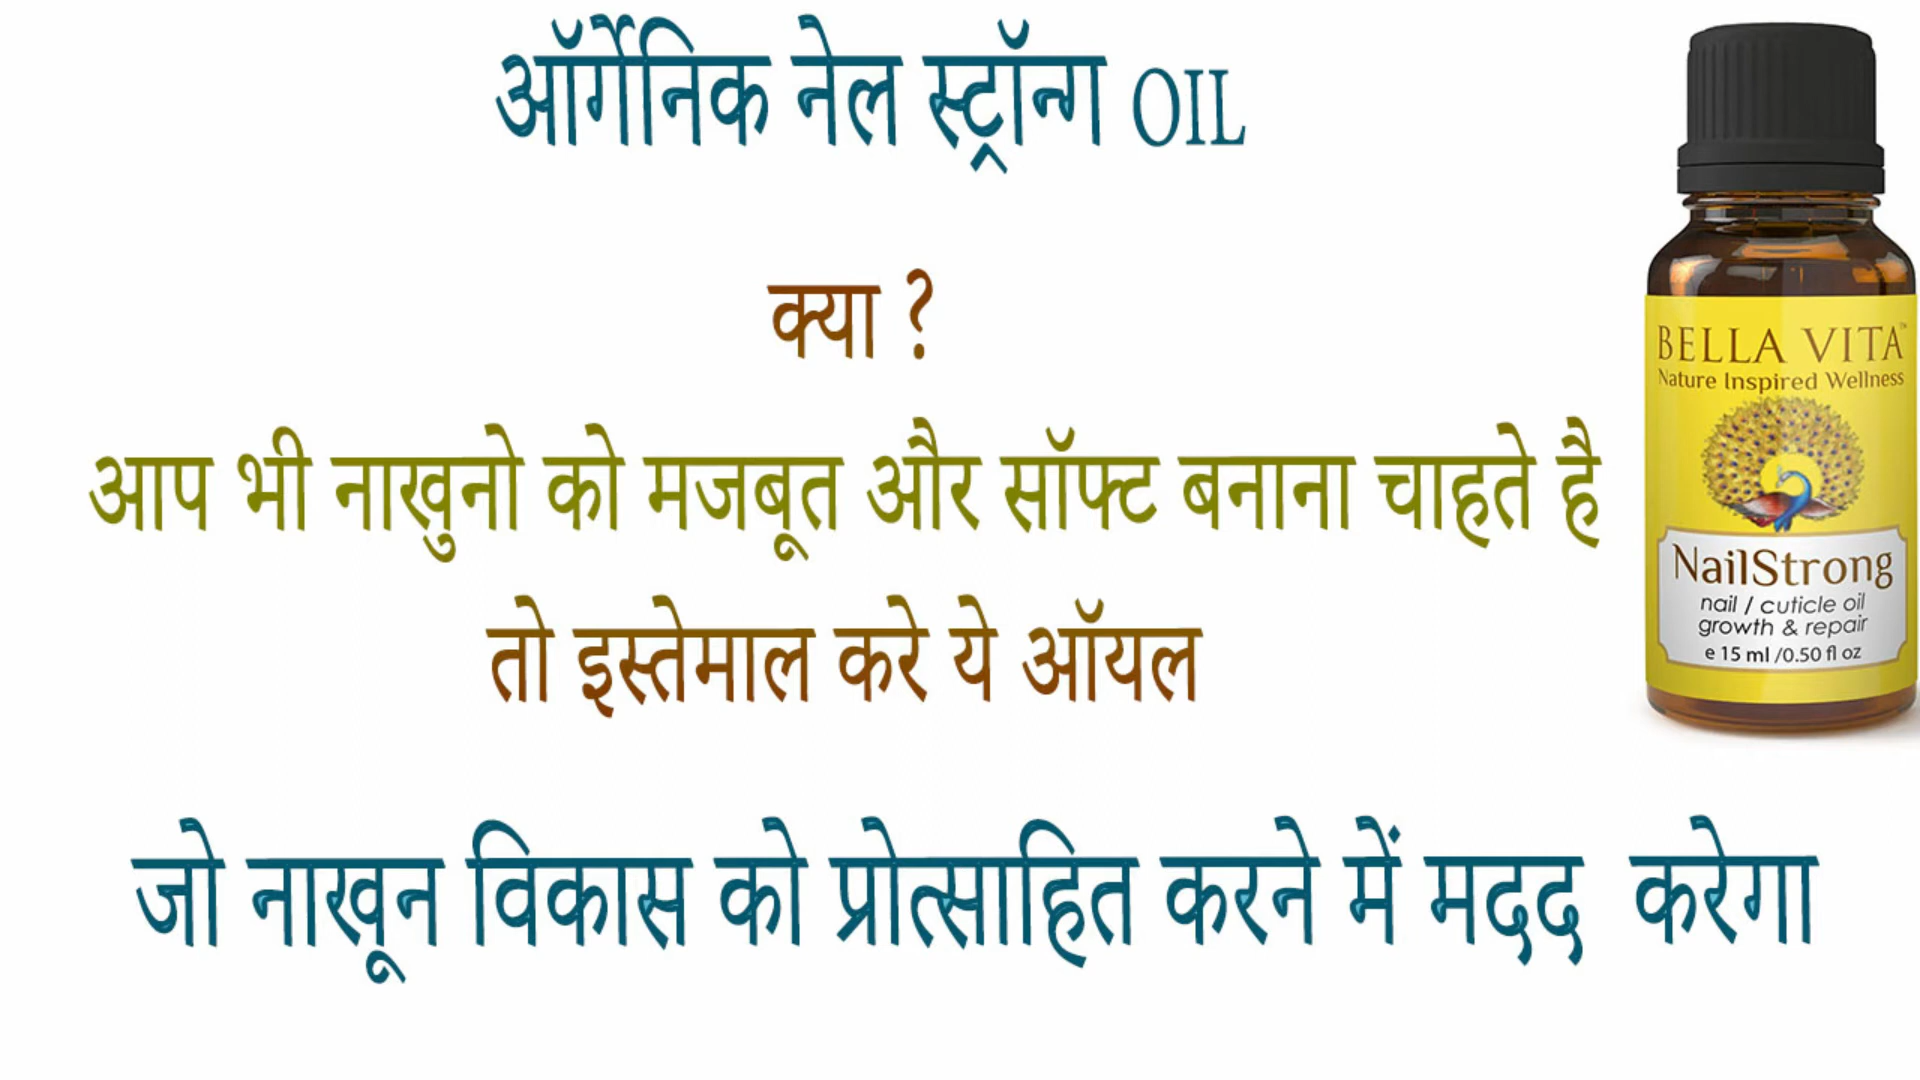 ऑर्गेनिक नेल स्ट्रॉन्ग OIL
क्या ?
आप भी नाखुनो को मजबूत और सॉफ्ट बनाना चाहते है
तो इस्तेमाल करे ये ऑयल
जो नाखून विकास को प्रोत्साहित करने में मदद करेगा
BELLA VITA™
Nature Inspired Wellness
NailStrong
nail / cuticle oil
growth & repair
e 15 ml /0.50 fl oz